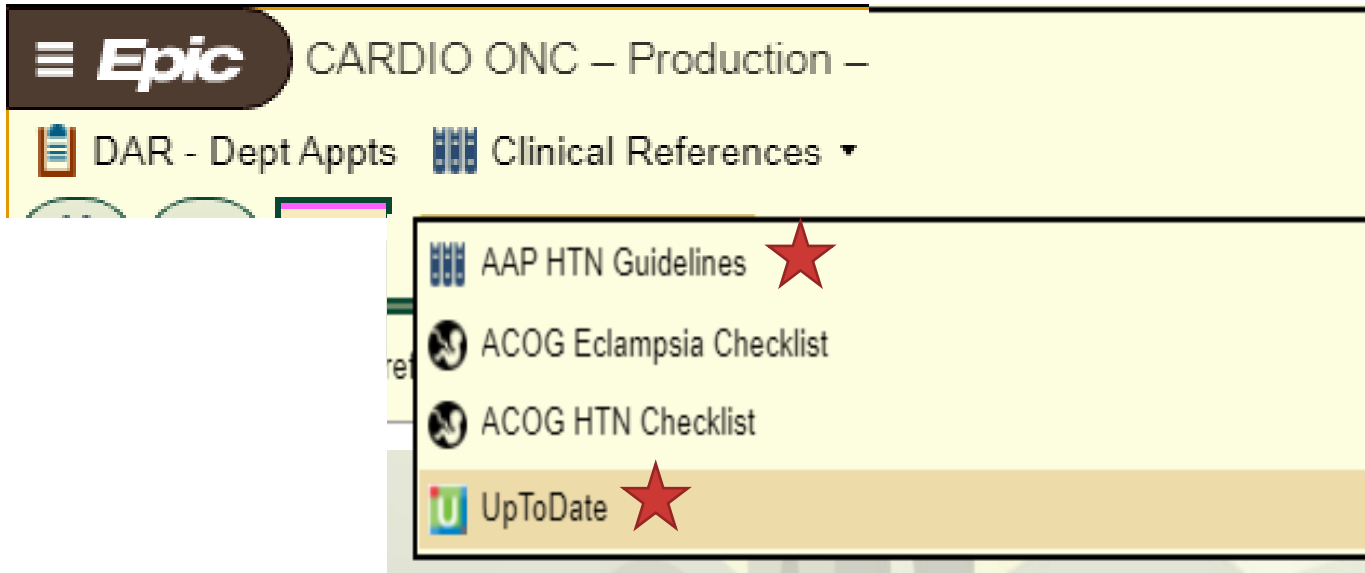 Epic CARDIO ONC – Production –
DAR - Dept Appts Clinical References
AAP HTN Guidelines
ACOG Eclampsia Checklist
ref
ACOG HTN Checklist
U UpToDate